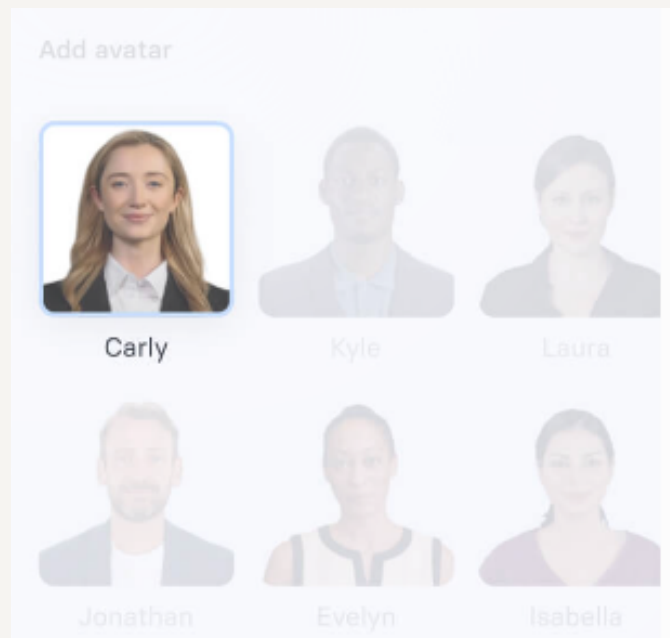 Add avatar
Carly
Kyle
Laura
Jonathan
Evelyn
Isabella